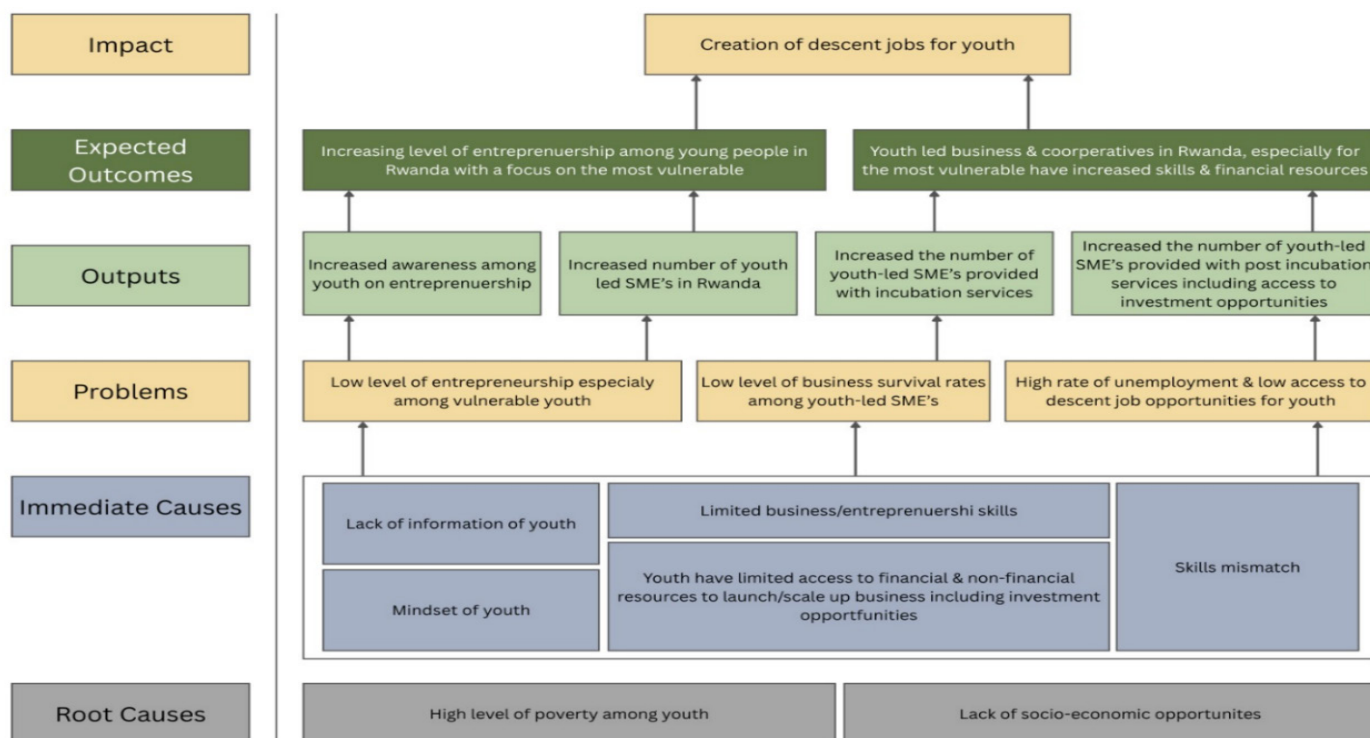 Impact
Creation of descent jobs for youth
Expected
Outcomes
Increasing level of entreprenuership among young people in
Rwanda with a focus on the most vulnerable
Youth led business & coorperatives in Rwanda, especially for
the most vulnerable have increased skills & financial resources
Outputs
Increased awareness among
youth on entreprenuership
Increased number of youth
led SME's in Rwanda
Increased the number of
youth-led SME's provided
with incubation services
Increased the number of youth-led
SME's provided with post incubation
services including access to
investment opportunities
Problems
Low level of entrepreneurship especialy
among vulnerable youth
Low level of business survival rates
among youth-led SME's
High rate of unemployment & low access to
descent job opportunities for youth
Immediate Causes
Lack of information of youth
Mindset of youth
Limited business/entreprenuershi skills
Youth have limited access to financial & non-financial
resources to launch/scale up business including investment
opportfunities
Skills mismatch
Root Causes
High level of poverty among youth
Lack of socio-economic opportunites